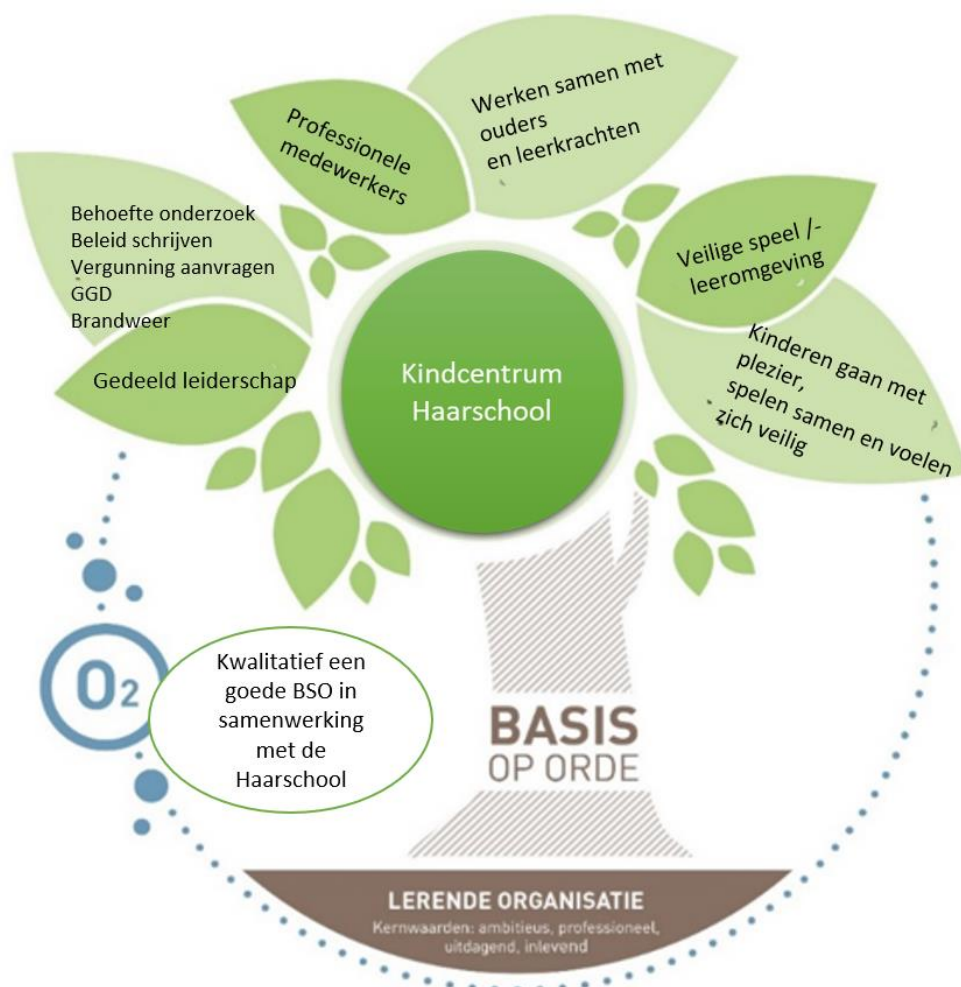 Werken samen met
ouders
en leerkrachten
Professionele
medewerkers
Behoefte onderzoek
Beleid schrijven
Vergunning aanvragen
GGD
Brandweer
Gedeeld leiderschap
Veilige speel /-
leeromgeving
Kinderen gaan met
plezier,
spelen samen en voelen
zich veilig
Kindcentrum
Haarschool
O2
Kwalitatief een
goede BSO in
samenwerking
met de
Haarschool
BASIS
OP ORDE
LERENDE ORGANISATIE
Kernwaarden: ambitieus, professioneel,
uitdagend, inlevend